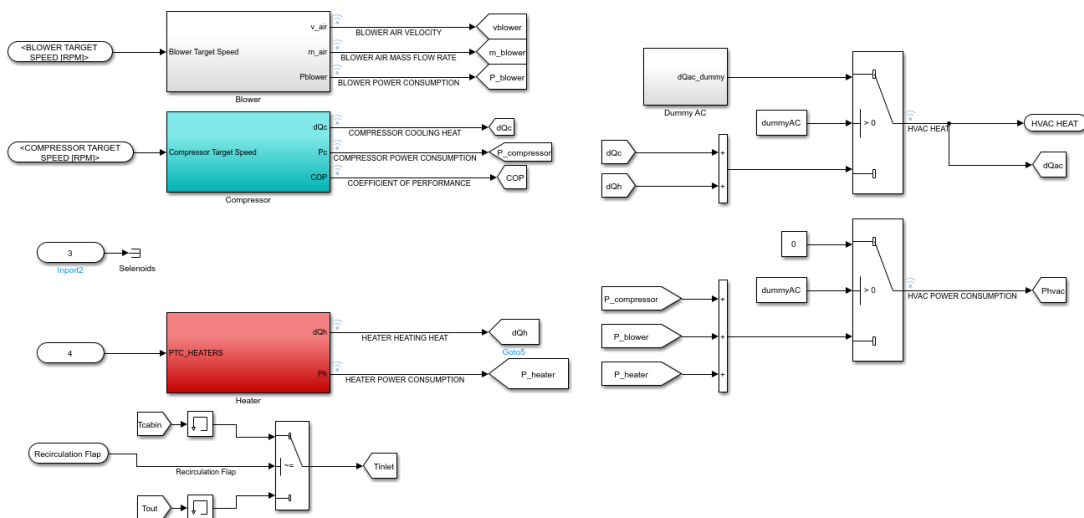 <BLOWER TARGET
SPEED [RPM]>
Blower Target Speed
v_air
m_air
Pblower
Blower
BLOWER AIR VELOCITY
BLOWER AIR MASS FLOW RATE
BLOWER POWER CONSUMPTION
vblower
m_blower
P_blower
<COMPRESSOR TARGET
SPEED [RPM]>
Compressor Target Speed
dQc
Pc
COP
Compressor
COMPRESSOR COOLING HEAT
COMPRESSOR POWER CONSUMPTION
COEFFICIENT OF PERFORMANCE
dQc
P_compressor
COP
3
Inport2
Selenoids
4
PTC_HEATERS
dQh
Ph
Heater
HEATER HEATING HEAT
HEATER POWER CONSUMPTION
dQh
Goto5
P_heater
Tcabin
Recirculation Flap
Recirculation Flap
~=
Tinlet
Tout
dQac_dummy
Dummy AC
dummyAC
> 0
dQc
dQh
+
+
HVAC HEAT
HVAC HEAT
dQac
0
dummyAC
> 0
P_compressor
P_blower
P_heater
+
+
+
HVAC POWER CONSUMPTION
Phvac